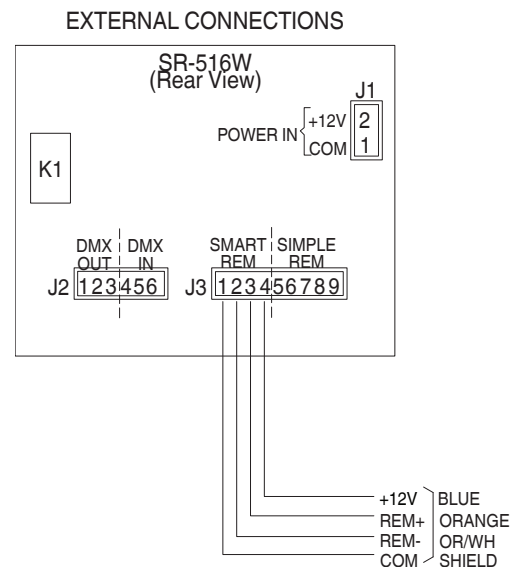 EXTERNAL CONNECTIONS
SR-516W
(Rear View)
J1
POWER IN
+12V 2
COM 1
K1
DMX OUT
DMX IN
J2 123456
SMART REM
SIMPLE REM
J3 123456789
+12V BLUE
REM+ ORANGE
REM- OR/WH
COM SHIELD